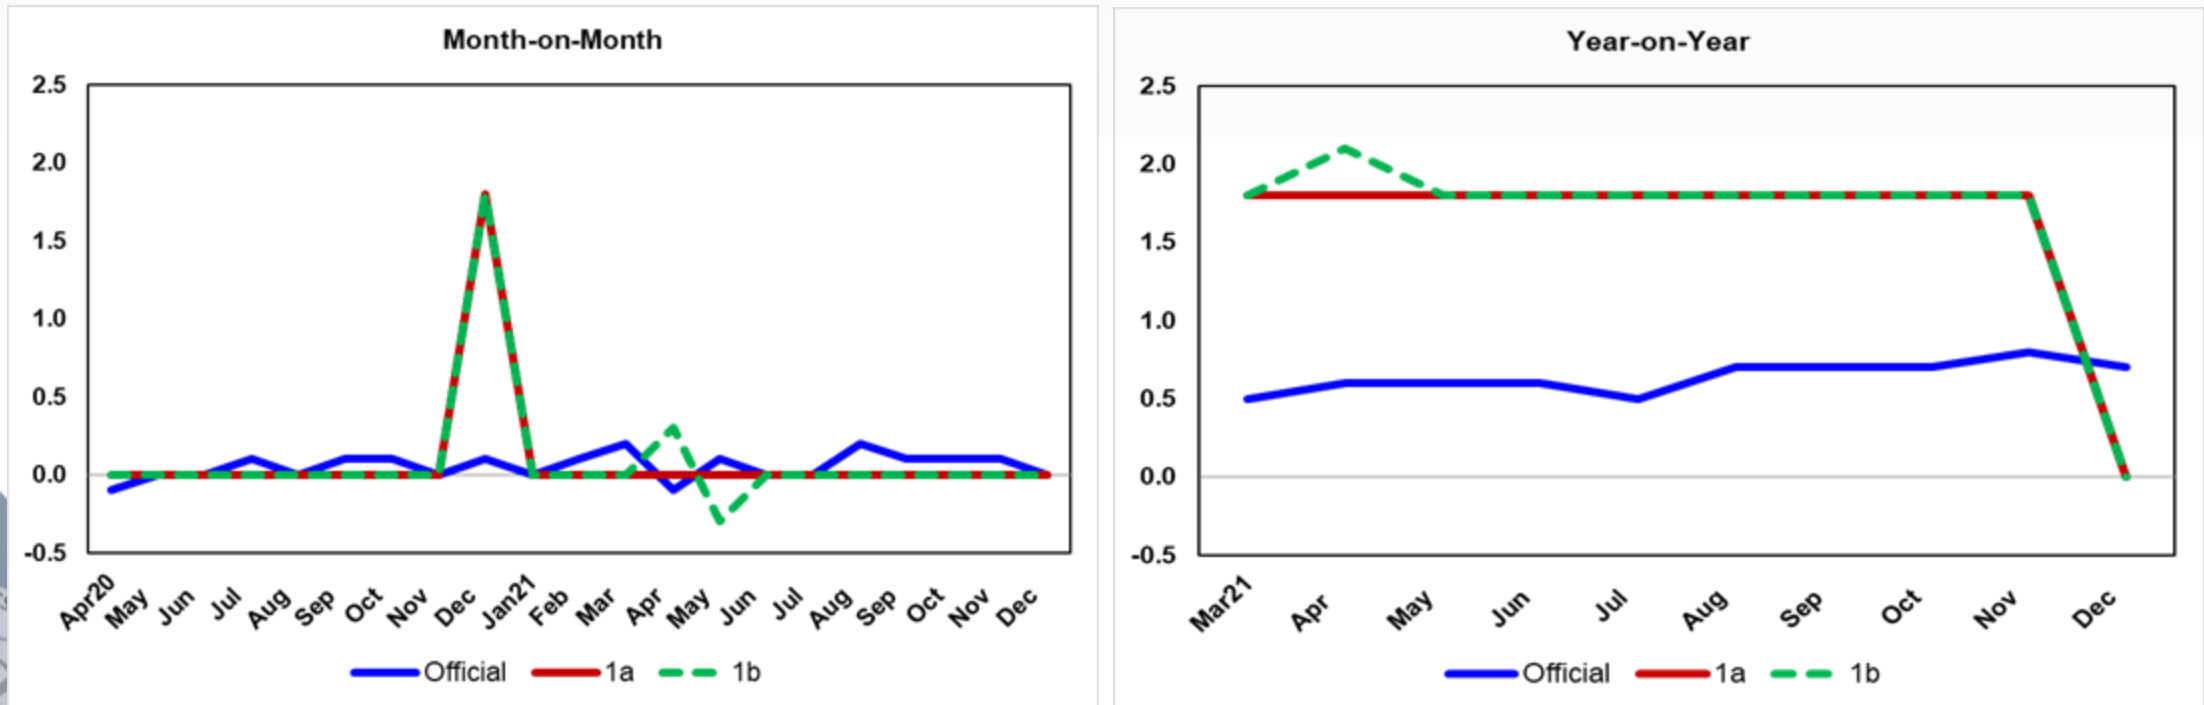 Month-on-Month
2.5
2.0
1.5
1.0
0.5
0.0
-0.5
Apr20 May Jun Jul Aug Sep Oct Nov Dec Jan21 Feb Mar Apr May Jun Jul Aug Sep Oct Nov Dec
Official 1a 1b
Year-on-Year
2.5
2.0
1.5
1.0
0.5
0.0
-0.5
Mar21 Apr May Jun Jul Aug Sep Oct Nov Dec
Official 1a 1b